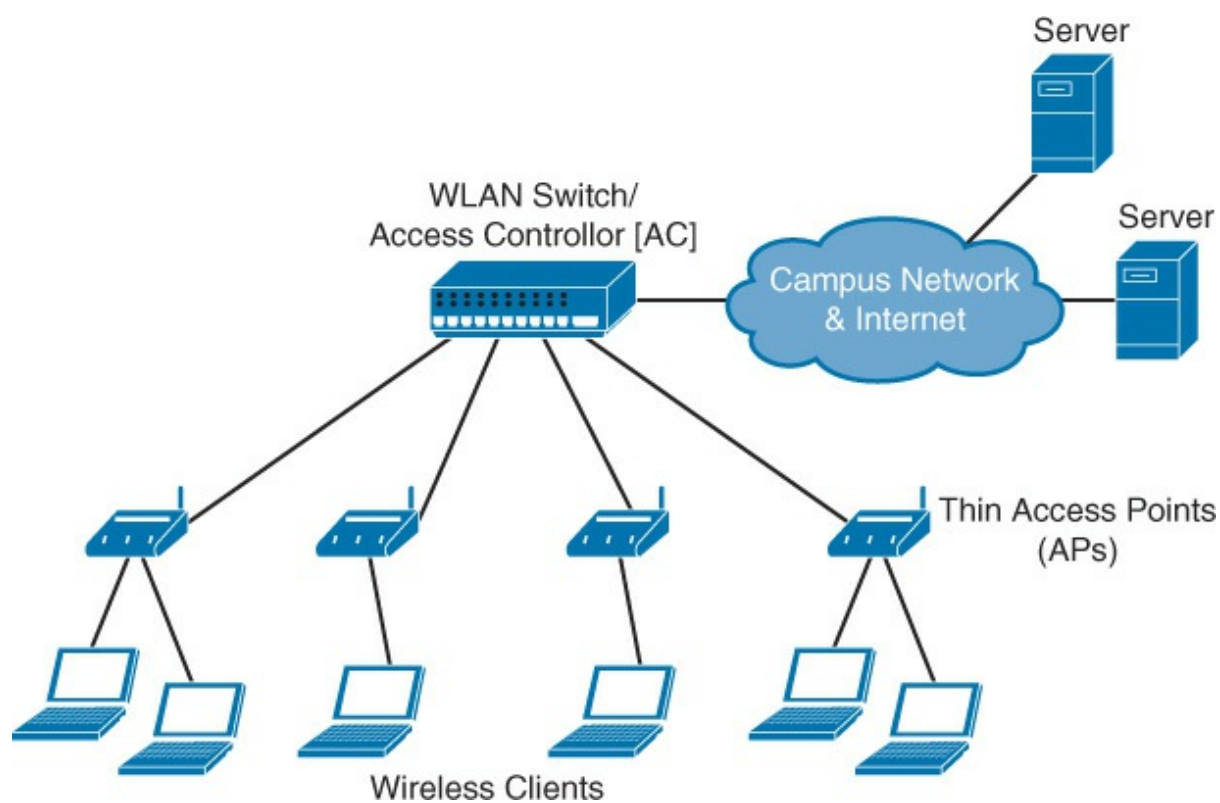 Server
WLAN Switch/
Access Controllor [AC]
Server
Campus Network
& Internet
Thin Access Points
(APs)
Wireless Clients